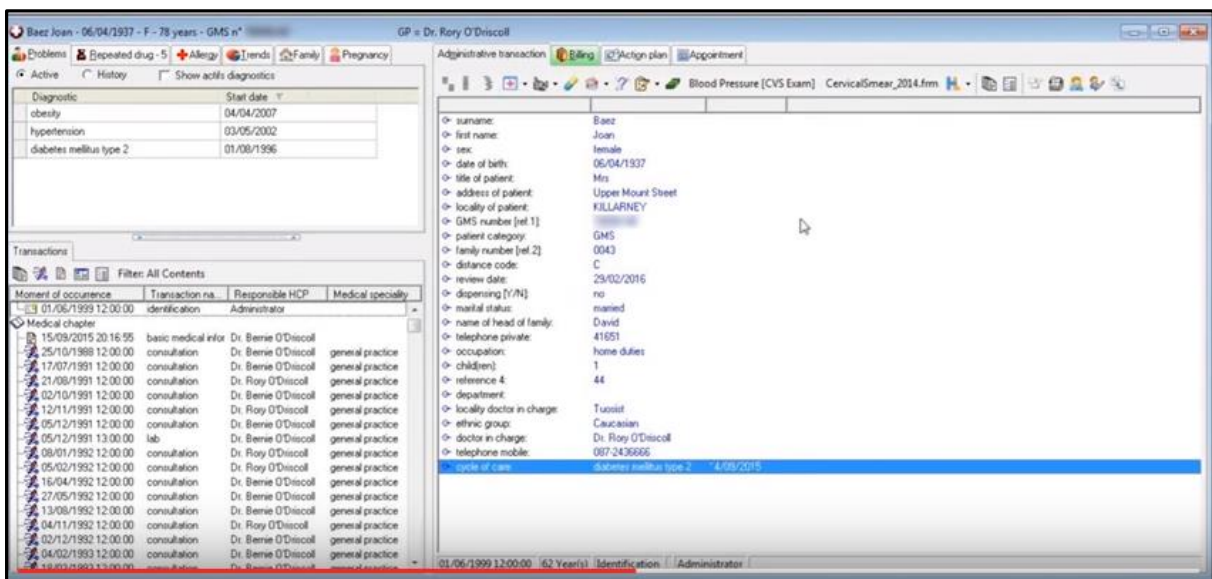 Baez Joan - 06/04/1937 - F - 78 years - GMS n° GP = Dr. Rory O'Driscoll
Problems Repeated drug - 5 Allergy Trends Family Pregnancy
Active History Show actifs diagnostics
Diagnostic Start date
obesity 04/04/2007
hypertension 03/05/2002
diabetes mellitus type 2 01/08/1996
Transactions
Filter: All Contents
Moment of occurrence Transaction na... Responsible HCP Medical speciality
01/06/1999 12:00:00 identification Administrator
Medical chapter
15/09/2015 20:16:55 basic medical infor Dr. Bernie O'Driscoll
25/10/1988 12:00:00 consultation Dr. Bernie O'Driscoll general practice
17/07/1991 12:00:00 consultation Dr. Bernie O'Driscoll general practice
21/08/1991 12:00:00 consultation Dr. Rory O'Driscoll general practice
02/10/1991 12:00:00 consultation Dr. Bernie O'Driscoll general practice
12/11/1991 12:00:00 consultation Dr. Rory O'Driscoll general practice
05/12/1991 12:00:00 consultation Dr. Bernie O'Driscoll general practice
05/12/1991 13:00:00 lab Dr. Bernie O'Driscoll general practice
08/01/1992 12:00:00 consultation Dr. Rory O'Driscoll general practice
05/02/1992 12:00:00 consultation Dr. Rory O'Driscoll general practice
16/04/1992 12:00:00 consultation Dr. Bernie O'Driscoll general practice
27/05/1992 12:00:00 consultation Dr. Bernie O'Driscoll general practice
13/08/1992 12:00:00 consultation Dr. Bernie O'Driscoll general practice
04/11/1992 12:00:00 consultation Dr. Rory O'Driscoll general practice
02/12/1992 12:00:00 consultation Dr. Bernie O'Driscoll general practice
04/02/1993 12:00:00 consultation Dr. Bernie O'Driscoll general practice
18/03/1993 12:00:00 consultation Dr. Bernie O'Driscoll general practice
Administrative transaction Billing Action plan Appointment
Blood Pressure [CVS Exam] CervicalSmear_2014.frm
surname: Baez
first name: Joan
sex: female
date of birth: 06/04/1937
title of patient: Mrs
address of patient: Upper Mount Street
locality of patient: KILLARNEY
GMS number [ref.1]:
patient category: GMS
family number [ref.2]: 0043
distance code: C
review date: 29/02/2016
dispensing [Y/N]: no
marital status: married
name of head of family: David
telephone private: 41651
occupation: home duties
child(ren): 1
reference 4: 44
department:
locality doctor in charge: Tuosist
ethnic group: Caucasian
doctor in charge: Dr. Rory O'Driscoll
telephone mobile: 087-2436666
cycle of care: diabetes mellitus type 2 4/09/2015
01/06/1999 12:00:00 62 Year(s) Identification Administrator